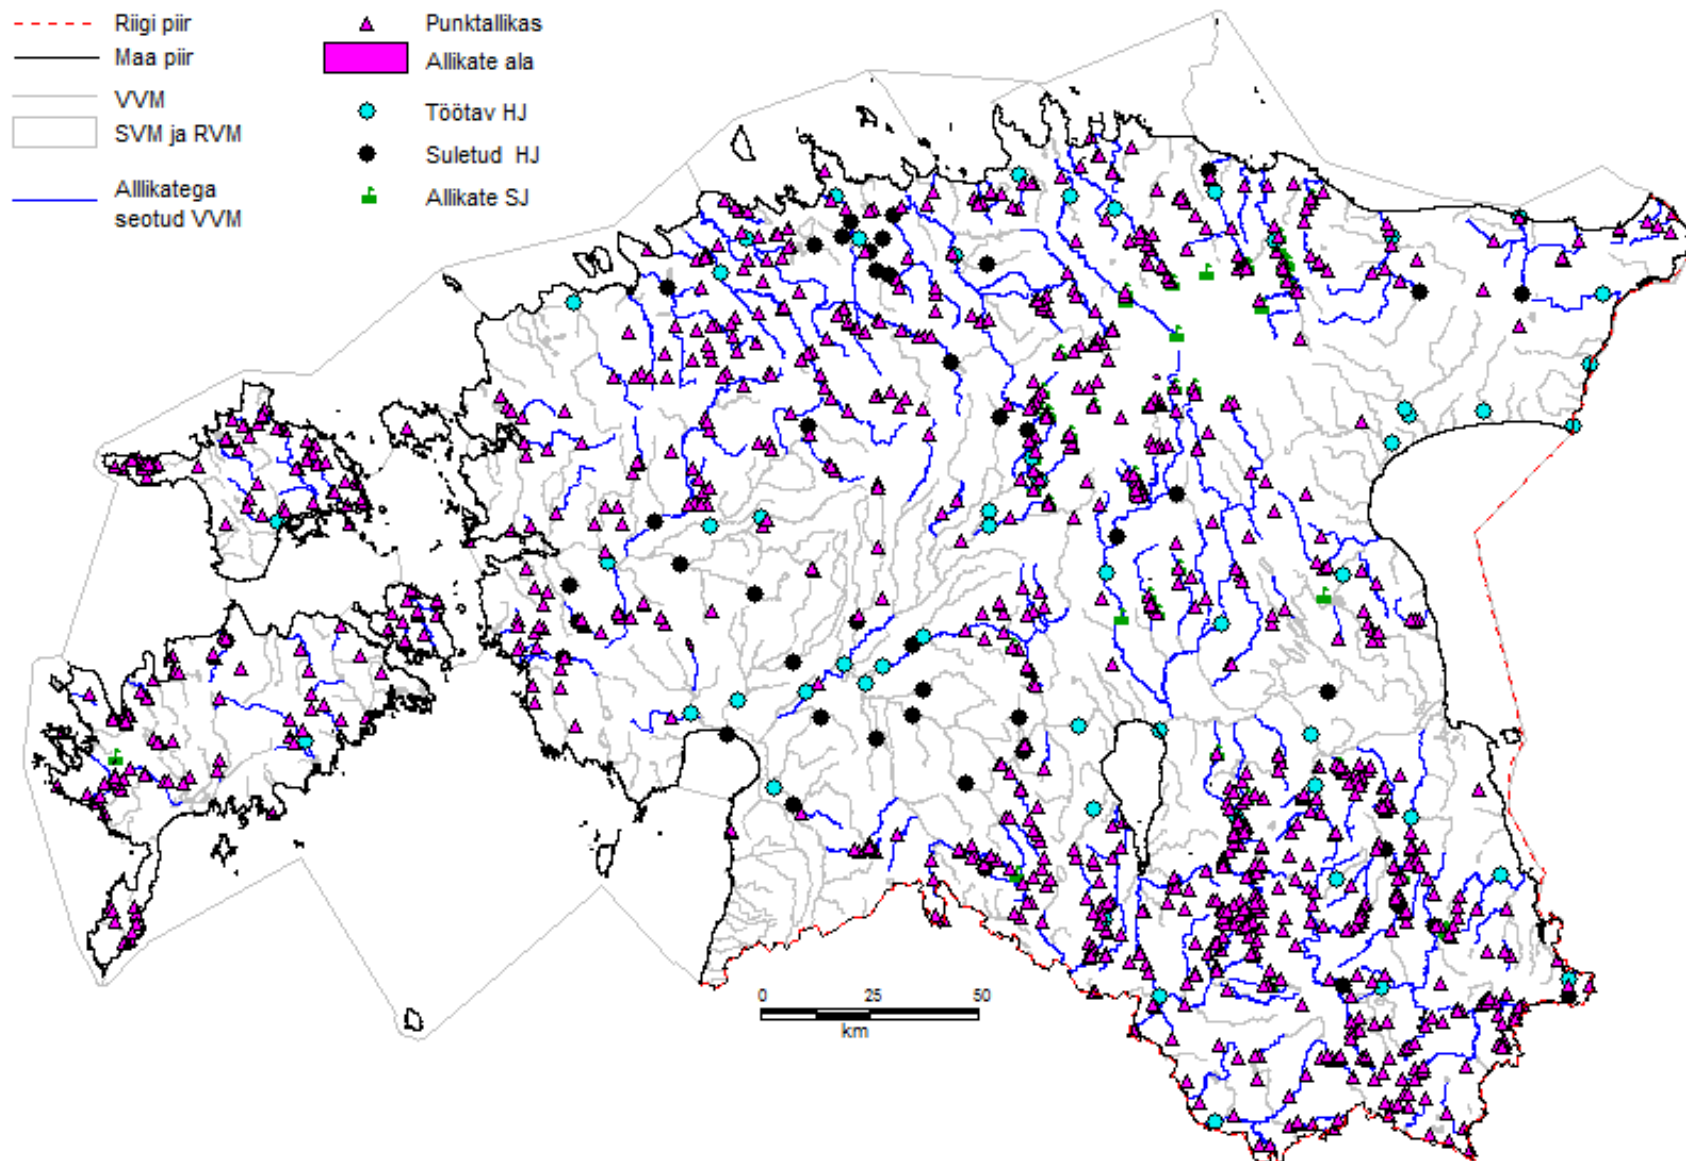 Riigi piir
Maa piir
VVM
SVM ja RVM
Alllikatega
seotud VVM
Punktallikas
Allikate ala
Töötav HJ
Suletud HJ
Allikate SJ
0 25 50
km